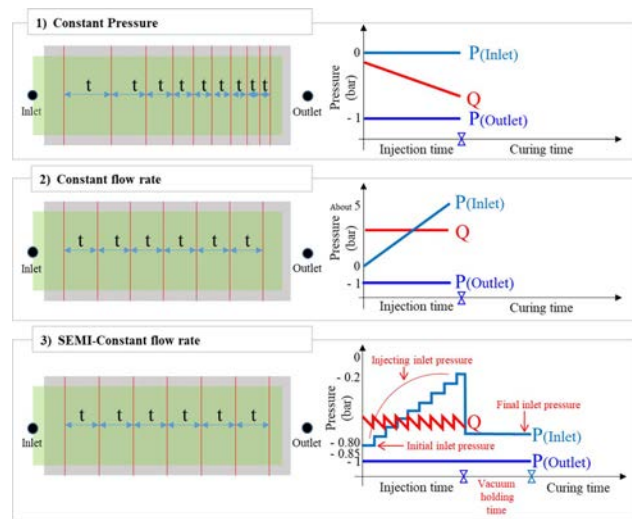 1) Constant Pressure
t t t t t t t t t
Inlet
Outlet
Pressure
(bar)
0
- 1
P(Inlet)
Q
P(Outlet)
Injection time
Curing time
2) Constant flow rate
t t t t t t
Inlet
Outlet
Pressure
(bar)
About 5
0
- 1
P(Inlet)
Q
P(Outlet)
Injection time
Curing time
3) SEMI-Constant flow rate
t t t t t t
Inlet
Outlet
Pressure
(bar)
0
- 0.2
- 0.80
- 0.85
- 1
Injecting inlet pressure
Q
Final inlet pressure
Initial inlet pressure
P(Inlet)
P(Outlet)
Injection time
Vacuum
holding
time
Curing time